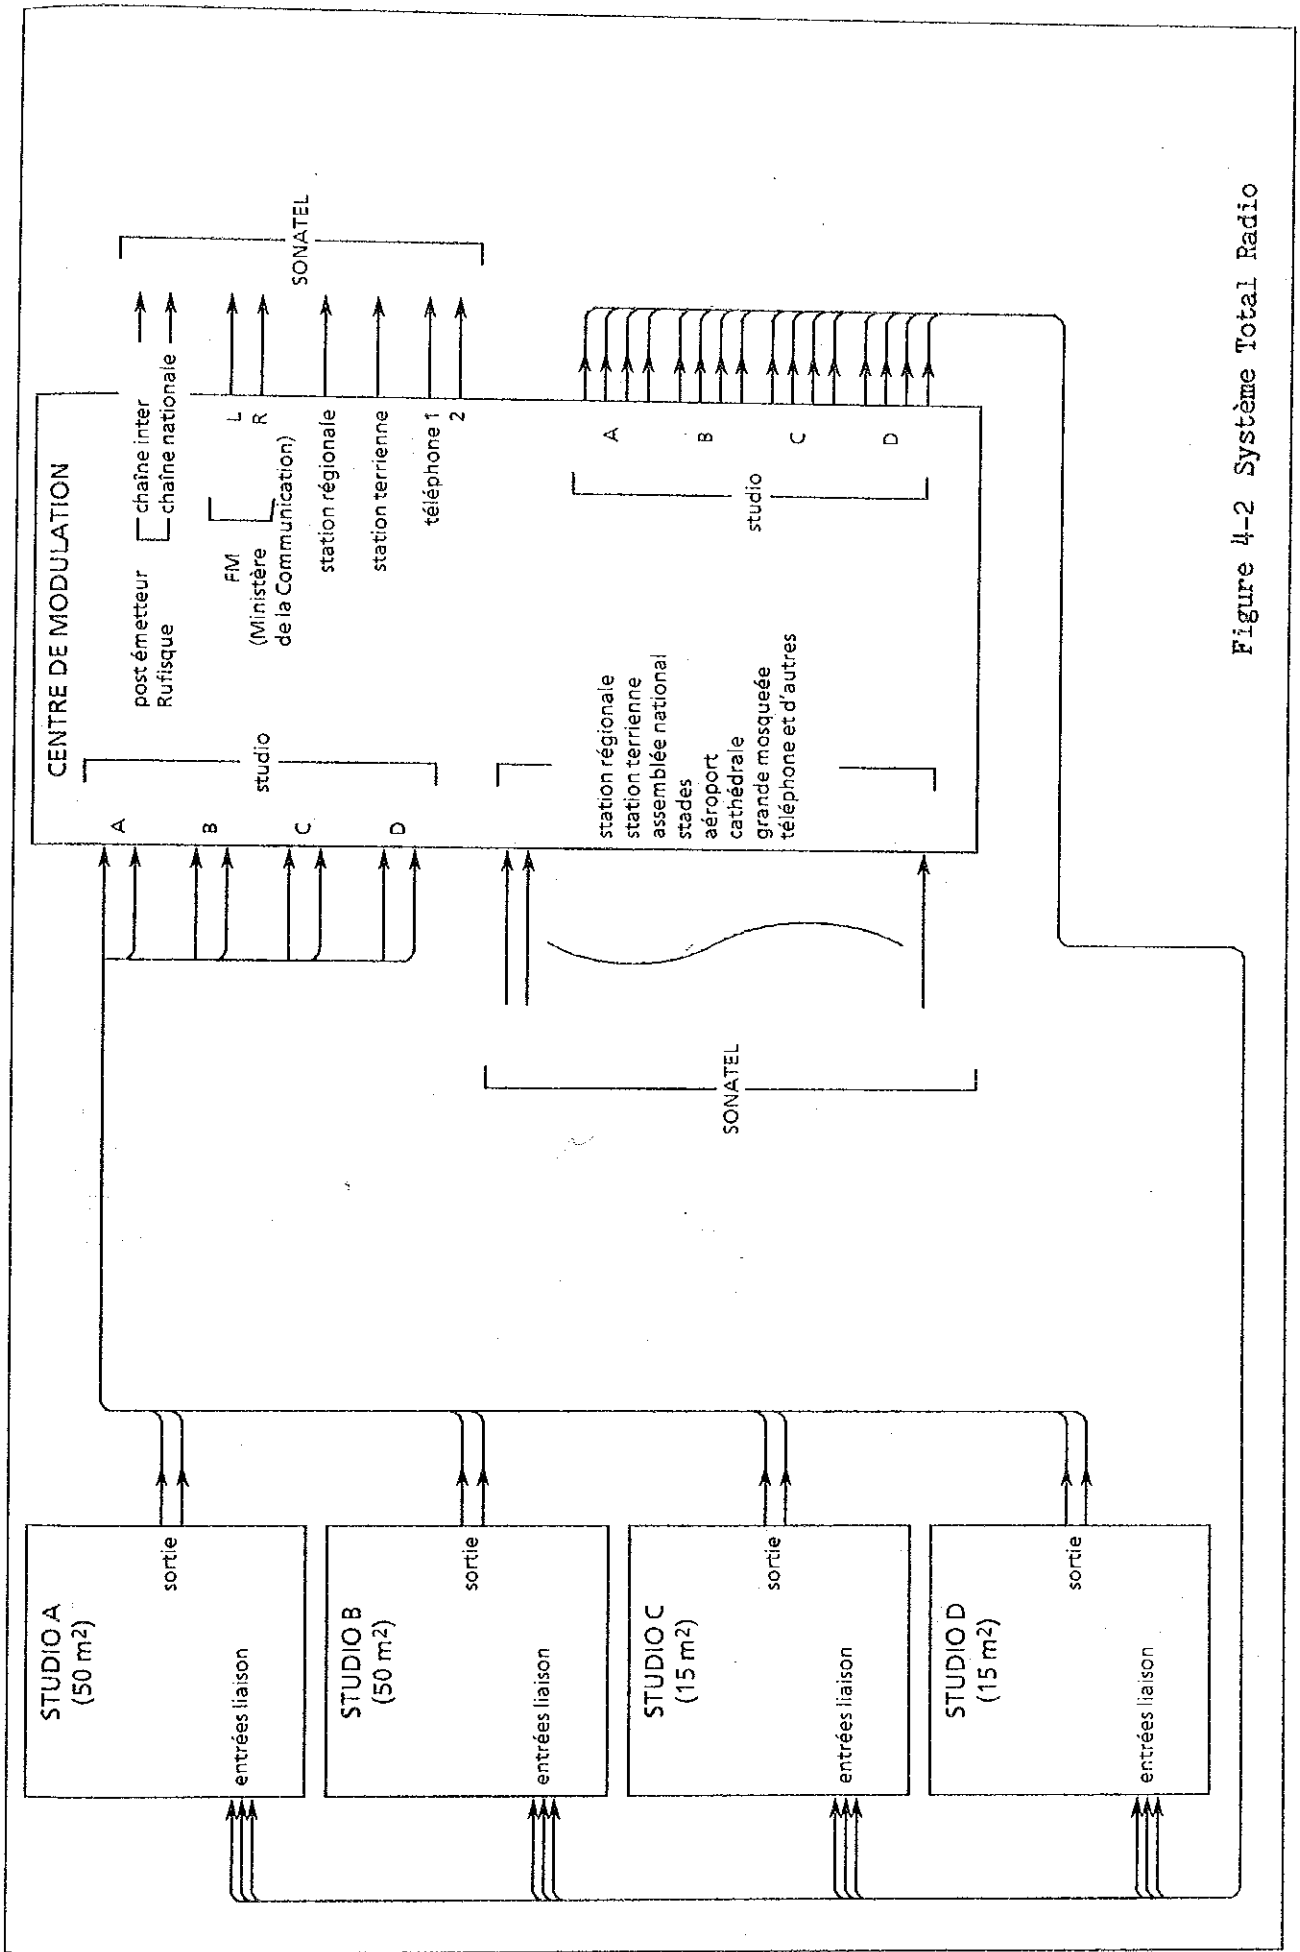 STUDIO A
(50 m²)
sortie
entrées liaison
STUDIO B
(50 m²)
sortie
entrées liaison
STUDIO C
(15 m²)
sortie
entrées liaison
STUDIO D
(15 m²)
sortie
entrées liaison
SONATEL
CENTRE DE MODULATION
A
B
C
D
studio
post émetteur
Rufisque
chaîne inter
chaîne nationale
FM
(Ministère
de la Communication)
L
R
station régionale
station terrienne
téléphone 1
2
SONATEL
station régionale
station terrienne
assemblée national
stades
aéroport
cathédrale
grande mosqueée
téléphone et d'autres
studio
A
B
C
D
Figure 4-2 Système Total Radio